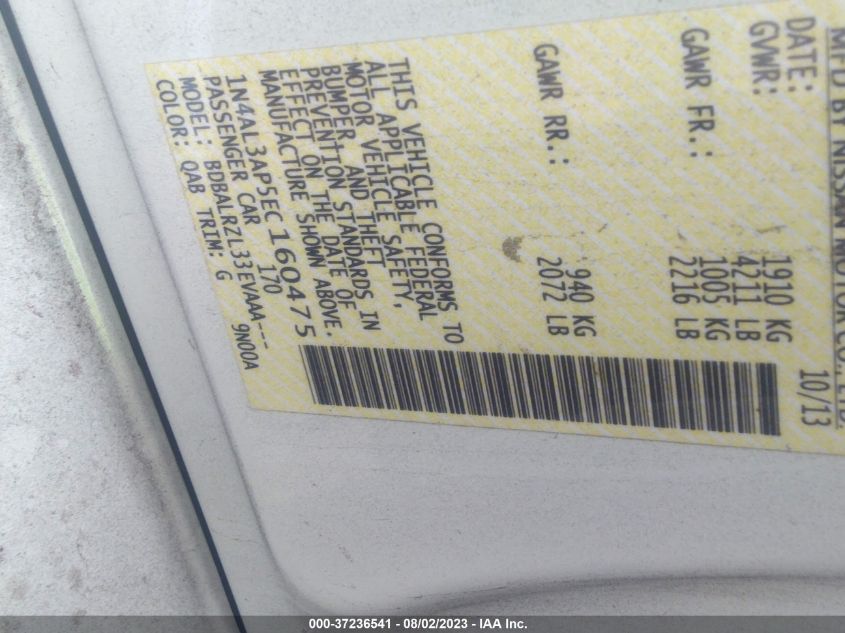 MFD BY NISSAN MOTOR CO., LTD.
DATE: 10/13
GVWR: 1910 KG
4211 LB
GAWR FR.: 1005 KG
2216 LB
GAWR RR.: 940 KG
2072 LB
THIS VEHICLE CONFORMS TO
ALL APPLICABLE FEDERAL
MOTOR VEHICLE SAFETY,
BUMPER, AND THEFT
PREVENTION STANDARDS IN
EFFECT ON THE DATE OF
MANUFACTURE SHOWN ABOVE.
1N4AL3AP5EC160475
PASSENGER CAR 170
MODEL: BDBALRZL33EVAAA---
COLOR: QAB TRIM: G 9N00A
000-37236541 - 08/02/2023 - IAA Inc.